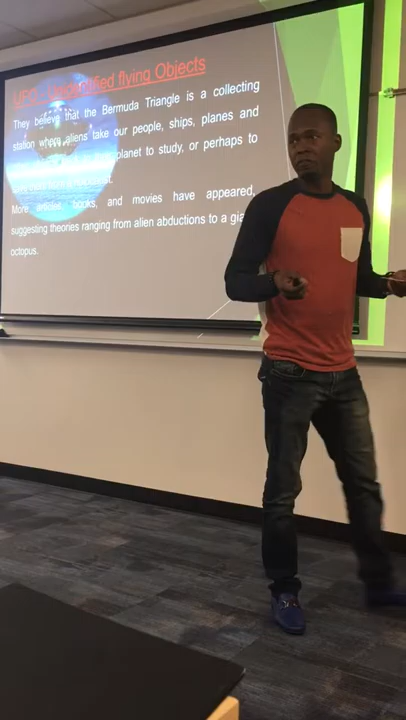 UFO - Unidentified flying Objects
They believe that the Bermuda Triangle is a collecting
station where aliens take our people, ships, planes and
planet to study, or perhaps to
More articles, books, and movies have appeared,
suggesting theories ranging from alien abductions to a
octopus.